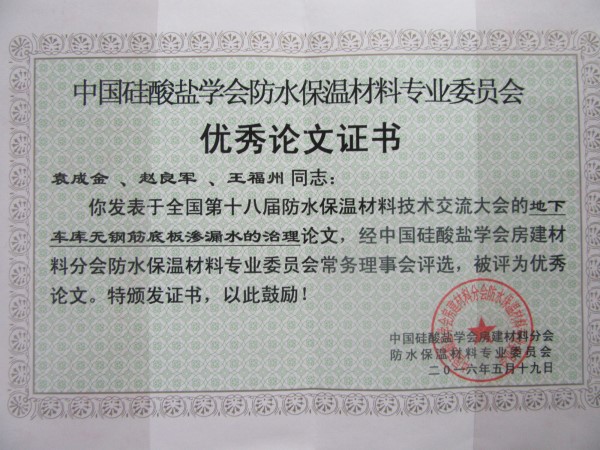 中国硅酸盐学会防水保温材料专业委员会
优秀论文证书
袁成金 、赵良军 、王福州 同志：
你发表于全国第十八届防水保温材料技术交流大会的地下
车库无钢筋底板渗漏水的治理论文，经中国硅酸盐学会房建材
料分会防水保温材料专业委员会常务理事会评选，被评为优秀
论文。特颁发证书，以此鼓励！
中国硅酸盐学会房建材料分会
防水保温材料专业委员会
二〇一六年五月十九日